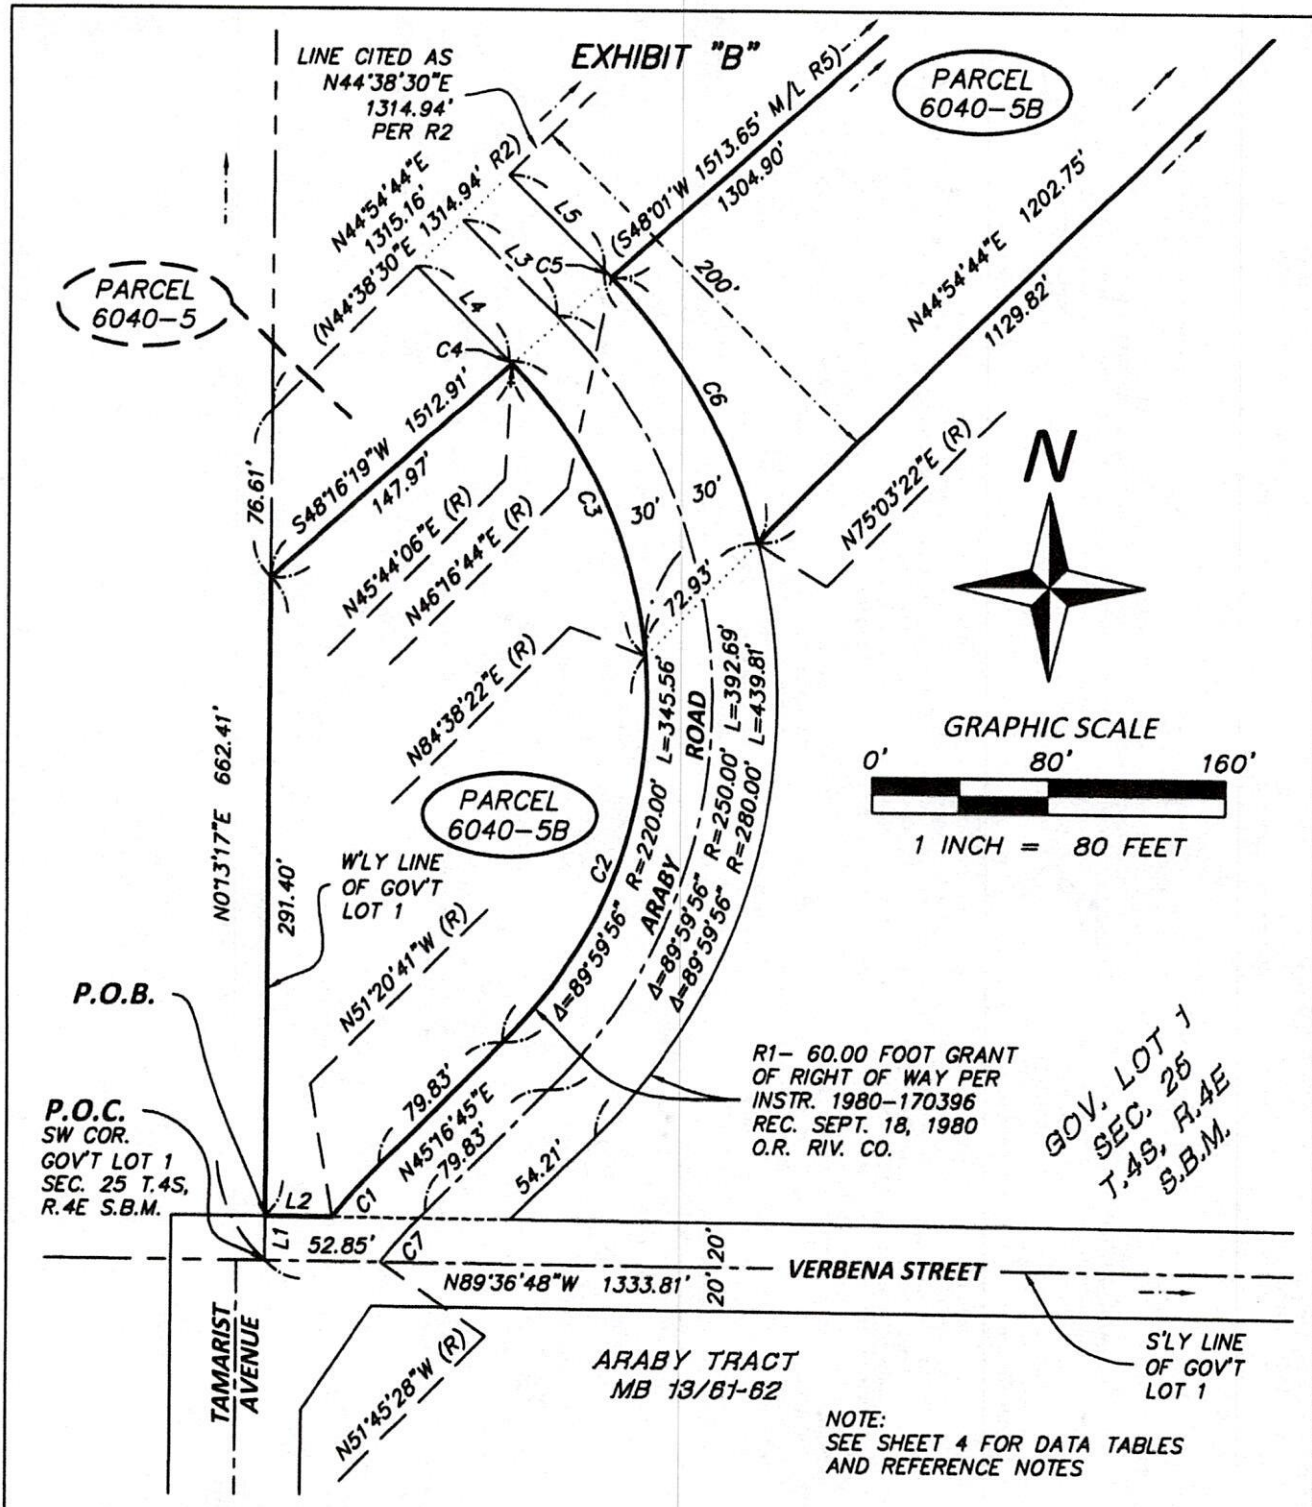 EXHIBIT "B"
LINE CITED AS
N44°38'30"E
1314.94'
PER R2
PARCEL
6040-5B
(S48°01'W 1513.65' M/L R5)
1304.90'
N44°54'44"E
1315.16'
(N44°38'30"E 1314.94' R2)
L5
L3
C5
L4
C4
200'
N44°54'44"E 1202.75'
1129.82'
PARCEL
6040-5
76.61'
S48°16'19"W 1512.91'
147.97'
C6
C3
30'
30'
N45°44'06"E (R)
N46°16'44"E (R)
N75°03'22"E (R)
N
72.93'
N84°38'22"E (R)
GRAPHIC SCALE
0' 80' 160'
1 INCH = 80 FEET
N0°13'17"E 662.41'
291.40'
PARCEL
6040-5B
W'LY LINE
OF GOV'T
LOT 1
C2
Δ=89°59'56" R=220.00' L=345.56'
ARABY ROAD
Δ=89°59'56" R=250.00' L=392.69'
Δ=89°59'56" R=280.00' L=439.81'
N51°20'41"W (R)
P.O.B.
P.O.C.
SW COR.
GOV'T LOT 1
SEC. 25 T.4S,
R.4E S.B.M.
79.83'
N45°16'45"E
79.83'
54.21'
R1- 60.00 FOOT GRANT
OF RIGHT OF WAY PER
INSTR. 1980-170396
REC. SEPT. 18, 1980
O.R. RIV. CO.
GOV. LOT 1
SEC. 25
T.4S, R.4E
S.B.M.
L2
C1
L1
52.85'
C7
20'
20'
N89°36'48"W 1333.81'
VERBENA STREET
TAMARIST
AVENUE
N51°45'28"W (R)
ARABY TRACT
MB 13/61-62
S'LY LINE
OF GOV'T
LOT 1
NOTE:
SEE SHEET 4 FOR DATA TABLES
AND REFERENCE NOTES